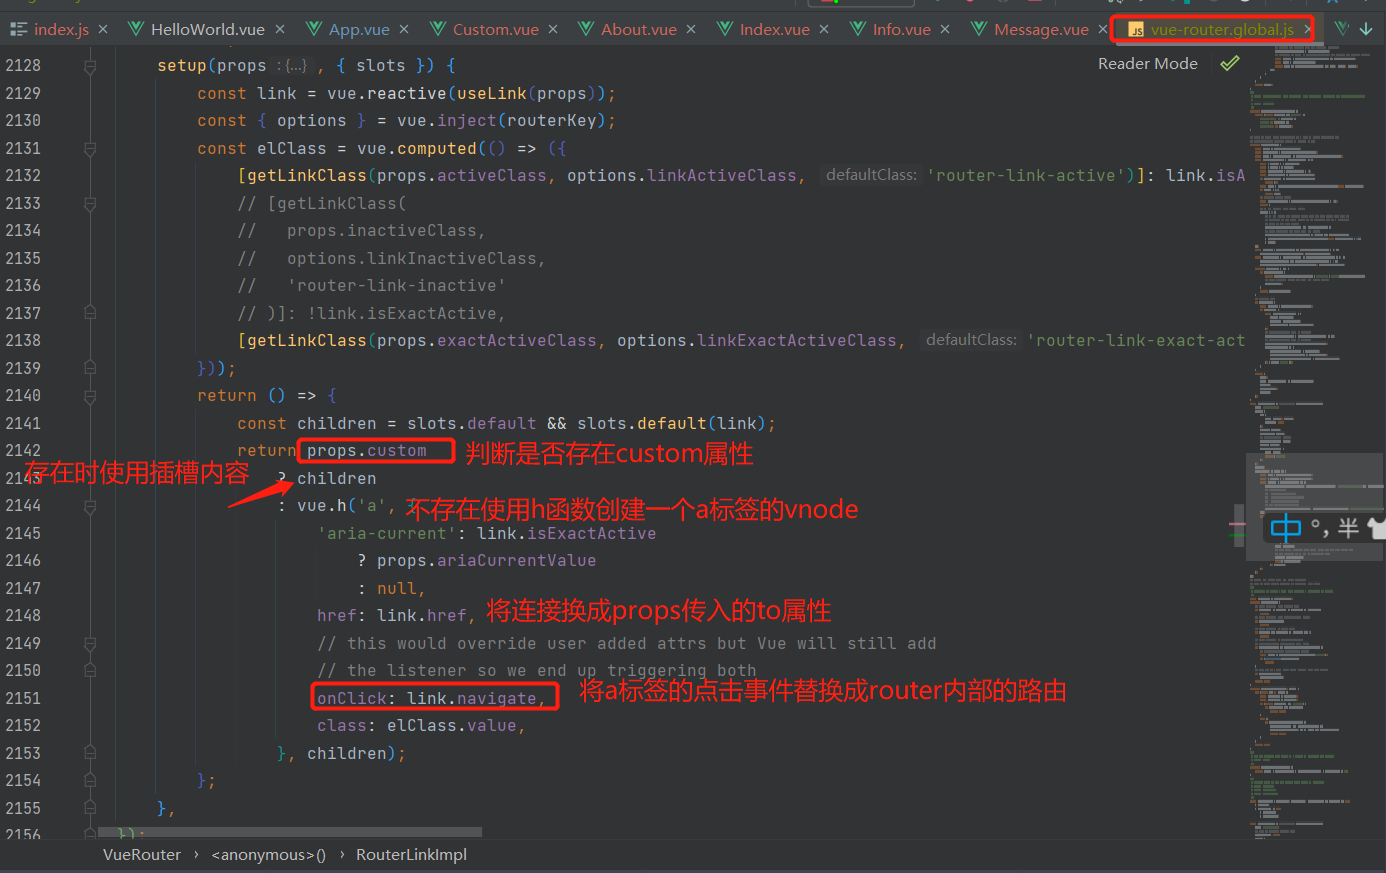 index.js × HelloWorld.vue × App.vue × Custom.vue × About.vue × Index.vue × Info.vue × Message.vue × vue-router.global.js ×
Reader Mode
2128 setup(props :{...} , { slots }) {
2129 const link = vue.reactive(useLink(props));
2130 const { options } = vue.inject(routerKey);
2131 const elClass = vue.computed(() => ({
2132 [getLinkClass(props.activeClass, options.linkActiveClass, defaultClass: 'router-link-active')]: link.isA
2133 // [getLinkClass(
2134 //   props.inactiveClass,
2135 //   options.linkInactiveClass,
2136 //   'router-link-inactive'
2137 // )]: !link.isExactActive,
2138 [getLinkClass(props.exactActiveClass, options.linkExactActiveClass, defaultClass: 'router-link-exact-act
2139 }));
2140 return () => {
2141 const children = slots.default && slots.default(link);
2142 return props.custom 判断是否存在custom属性
存在时使用插槽内容
2143 ? children
2144 : vue.h('a', { 不存在使用h函数创建一个a标签的vnode
2145 'aria-current': link.isExactActive
2146 ? props.ariaCurrentValue
2147 : null,
2148 href: link.href, 将连接换成props传入的to属性
2149 // this would override user added attrs but Vue will still add
2150 // the listener so we end up triggering both
2151 onClick: link.navigate, 将a标签的点击事件替换成router内部的路由
2152 class: elClass.value,
2153 }, children);
2154 };
2155 },
2156 });
中 °, 半
VueRouter › <anonymous>() › RouterLinkImpl